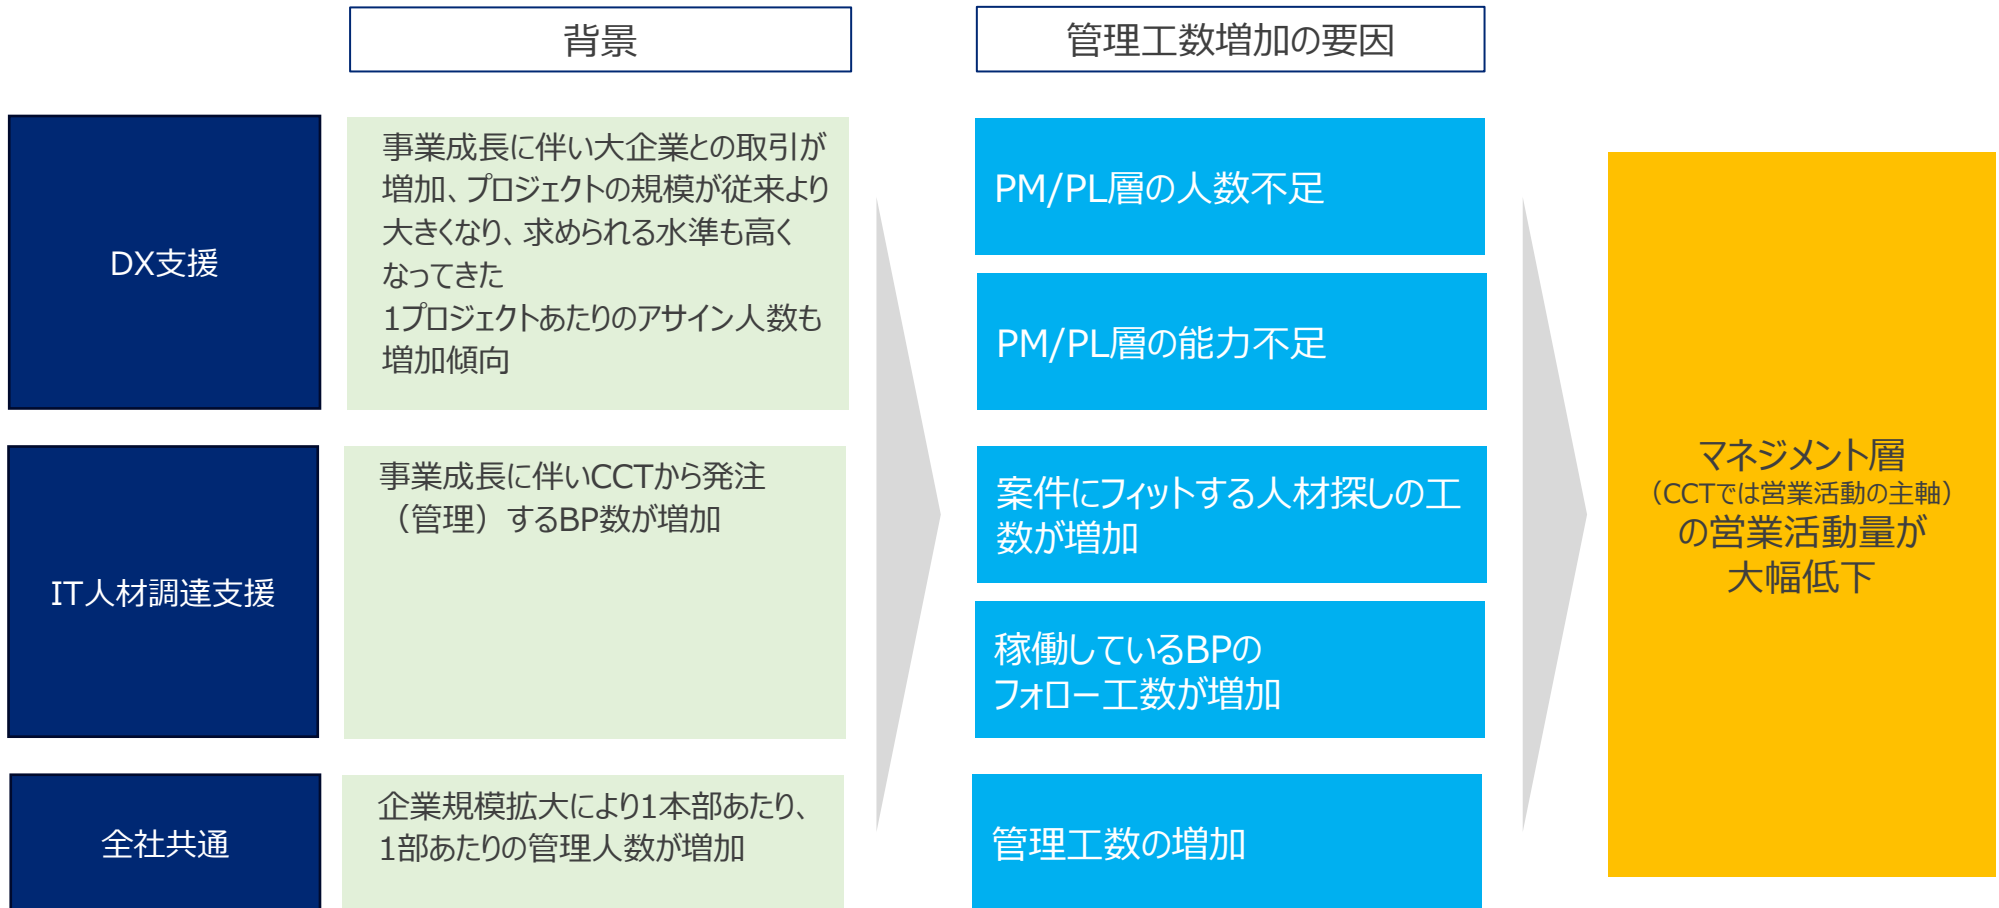 背景
管理工数増加の要因
DX支援
事業成長に伴い大企業との取引が
増加、プロジェクトの規模が従来より
大きくなり、求められる水準も高く
なってきた
1プロジェクトあたりのアサイン人数も
増加傾向
PM/PL層の人数不足
PM/PL層の能力不足
IT人材調達支援
事業成長に伴いCCTから発注
（管理）するBP数が増加
案件にフィットする人材探しの工
数が増加
稼働しているBPの
フォロー工数が増加
全社共通
企業規模拡大により1本部あたり、
1部あたりの管理人数が増加
管理工数の増加
マネジメント層
（CCTでは営業活動の主軸）
の営業活動量が
大幅低下